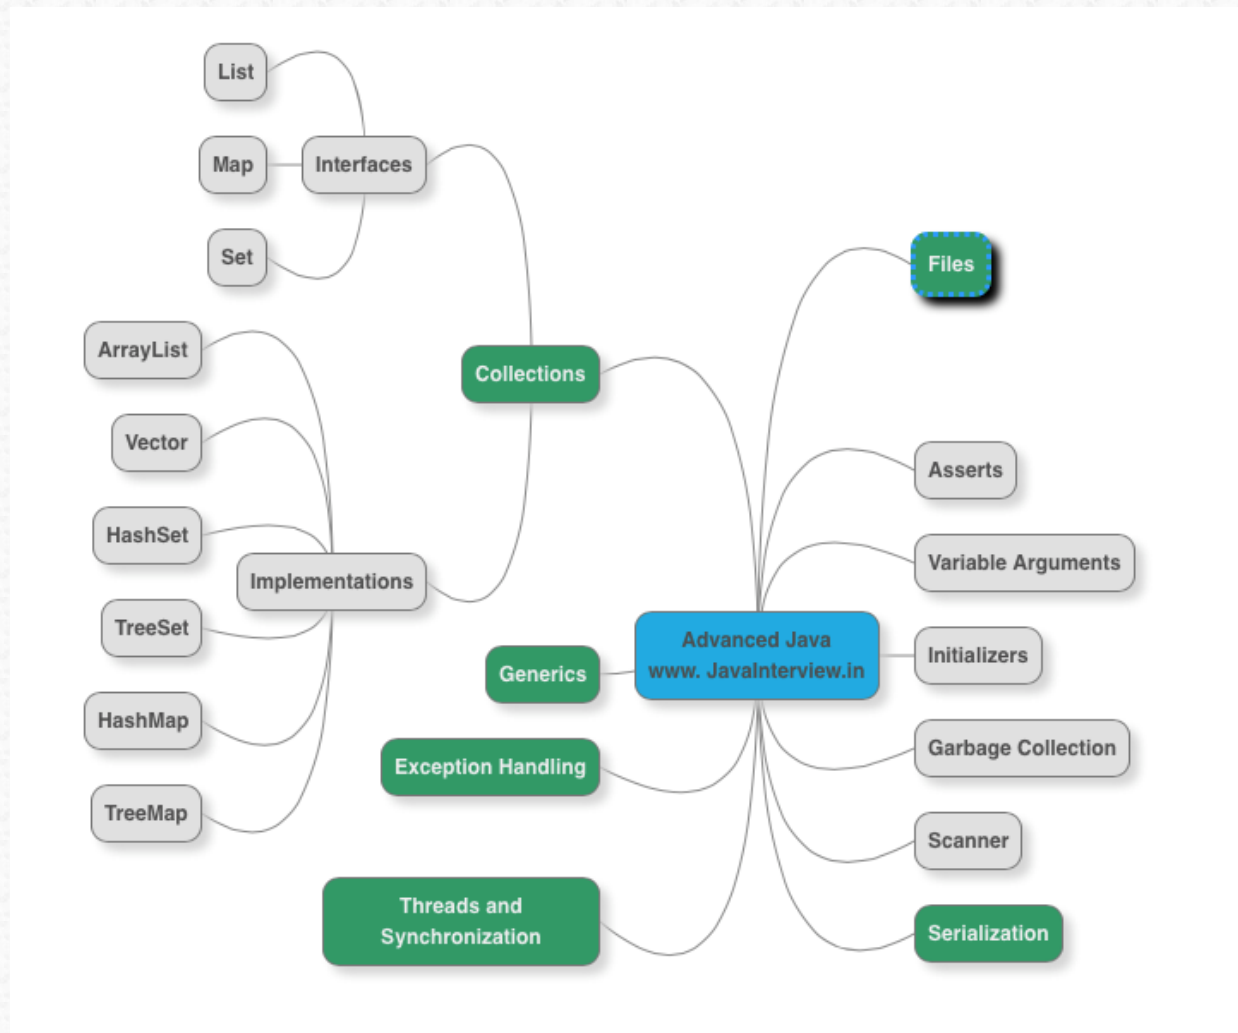 List
Map
Interfaces
Set
Files
ArrayList
Collections
Vector
Asserts
HashSet
Variable Arguments
Implementations
TreeSet
Advanced Java
www. JavaInterview.in
Initializers
Generics
HashMap
Garbage Collection
Exception Handling
TreeMap
Scanner
Threads and
Synchronization
Serialization